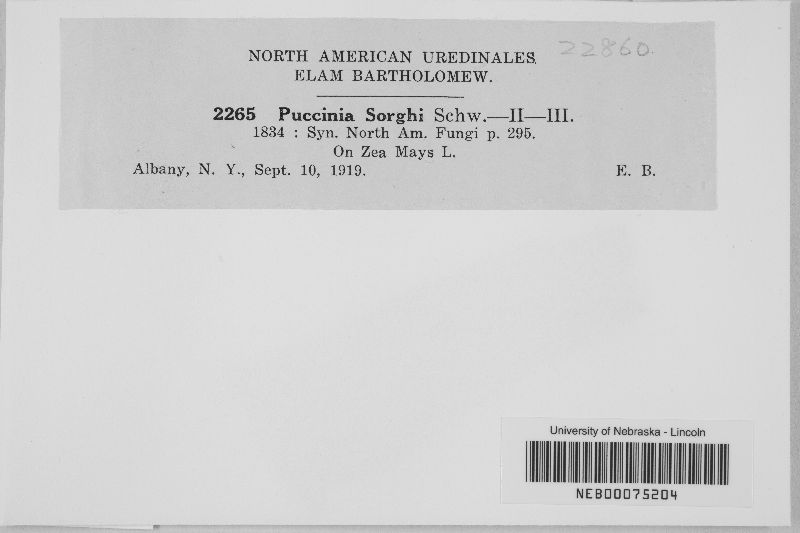 22860.
NORTH AMERICAN UREDINALES.
ELAM BARTHOLOMEW.
2265 Puccinia Sorghi Schw.—II—III.
1834 : Syn. North Am. Fungi p. 295.
On Zea Mays L.
Albany, N. Y., Sept. 10, 1919. E. B.
University of Nebraska - Lincoln
NEB00075204